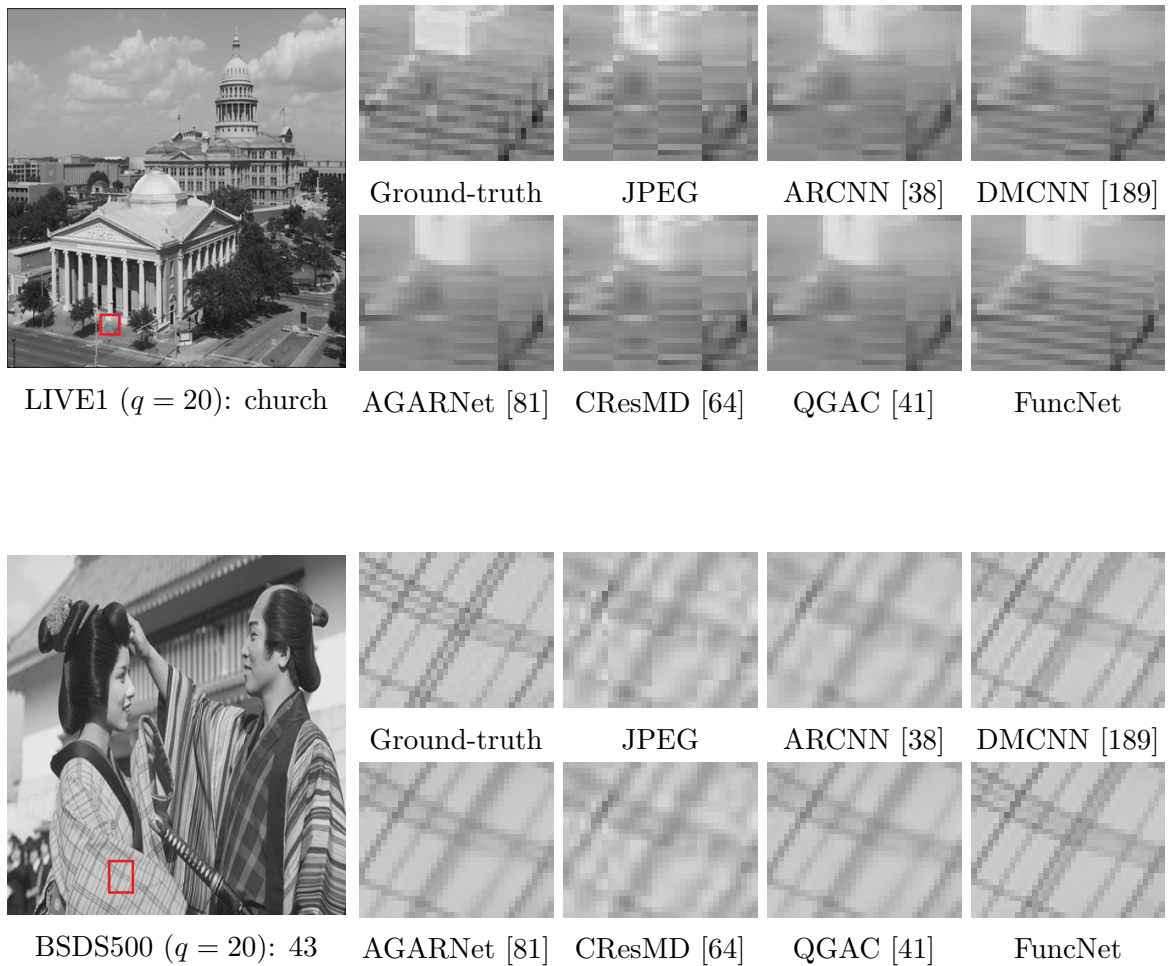 Ground-truth JPEG ARCNN [38] DMCNN [189]
LIVE1 (q = 20): church AGARNet [81] CResMD [64] QGAC [41] FuncNet
Ground-truth JPEG ARCNN [38] DMCNN [189]
BSDS500 (q = 20): 43 AGARNet [81] CResMD [64] QGAC [41] FuncNet